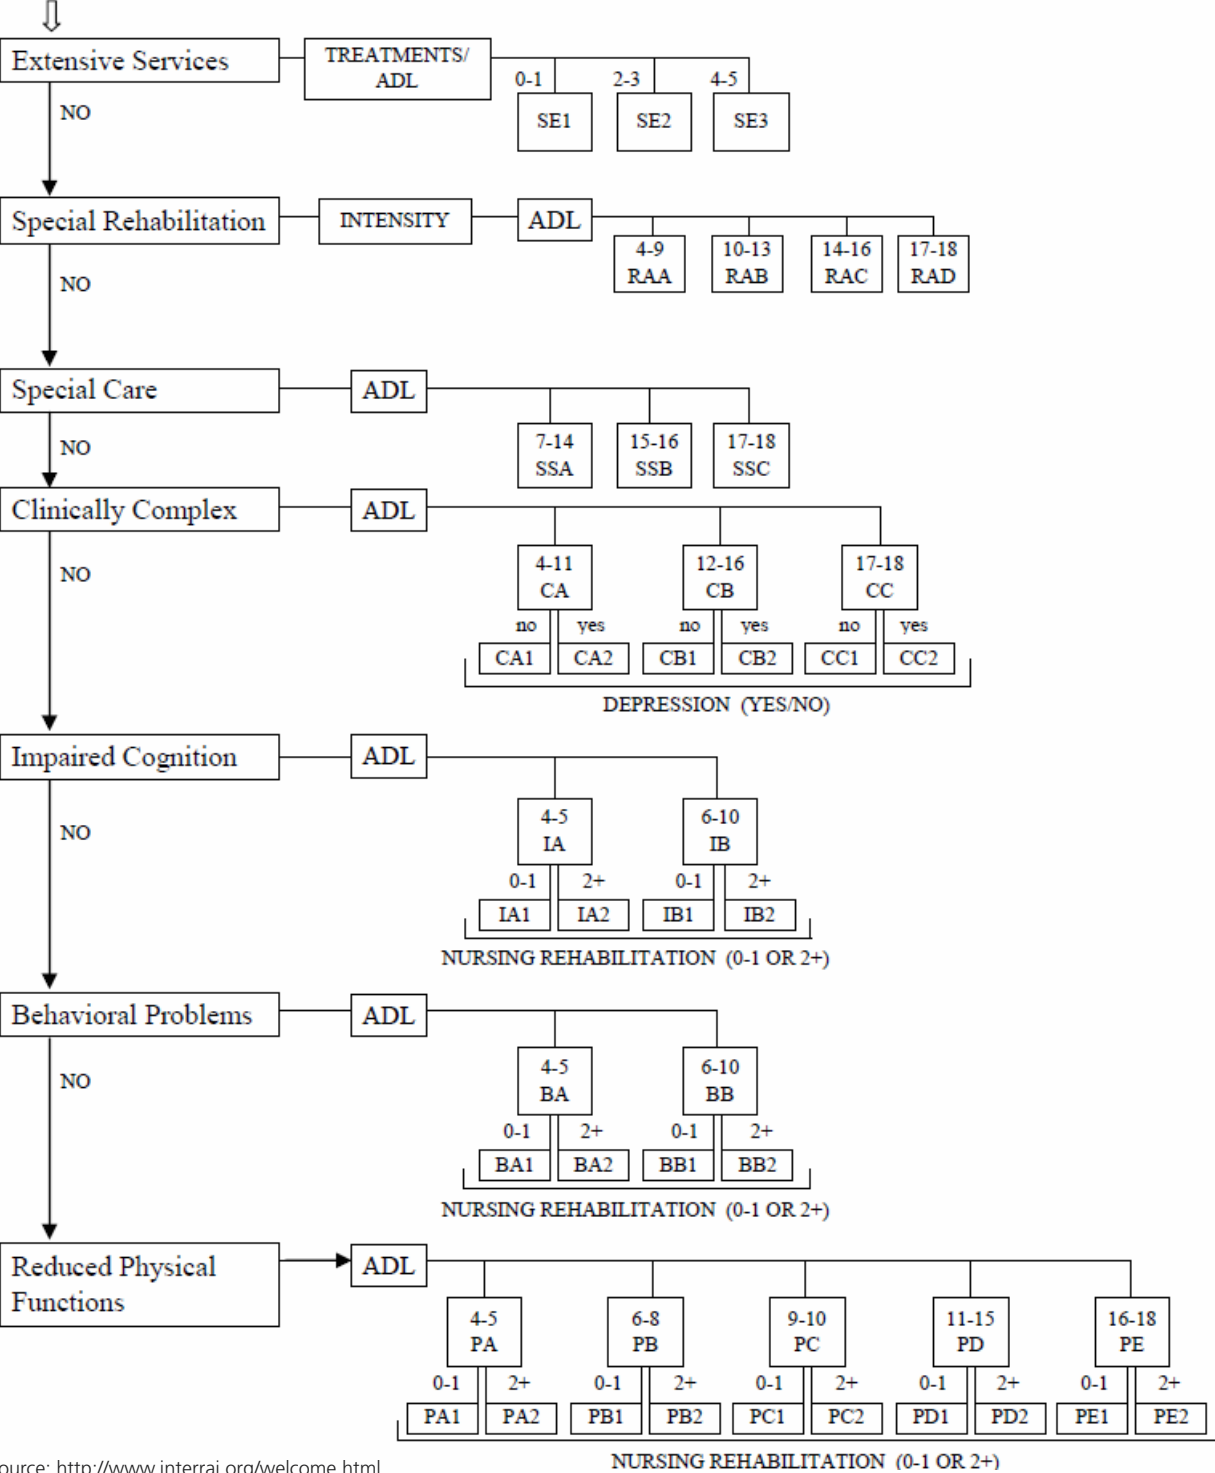 Extensive Services
TREATMENTS/
ADL
0-1 2-3 4-5
SE1 SE2 SE3
NO
Special Rehabilitation INTENSITY ADL
4-9 10-13 14-16 17-18
RAA RAB RAC RAD
NO
Special Care ADL
7-14 15-16 17-18
SSA SSB SSC
NO
Clinically Complex ADL
4-11 12-16 17-18
CA CB CC
NO
no yes no yes no yes
CA1 CA2 CB1 CB2 CC1 CC2
DEPRESSION (YES/NO)
Impaired Cognition ADL
4-5 6-10
IA IB
NO
0-1 2+ 0-1 2+
IA1 IA2 IB1 IB2
NURSING REHABILITATION (0-1 OR 2+)
Behavioral Problems ADL
4-5 6-10
BA BB
NO
0-1 2+ 0-1 2+
BA1 BA2 BB1 BB2
NURSING REHABILITATION (0-1 OR 2+)
Reduced Physical
Functions
ADL
4-5 6-8 9-10 11-15 16-18
PA PB PC PD PE
0-1 2+ 0-1 2+ 0-1 2+ 0-1 2+ 0-1 2+
PA1 PA2 PB1 PB2 PC1 PC2 PD1 PD2 PE1 PE2
NURSING REHABILITATION (0-1 OR 2+)
ource: http://www.interrai.org/welcome.html